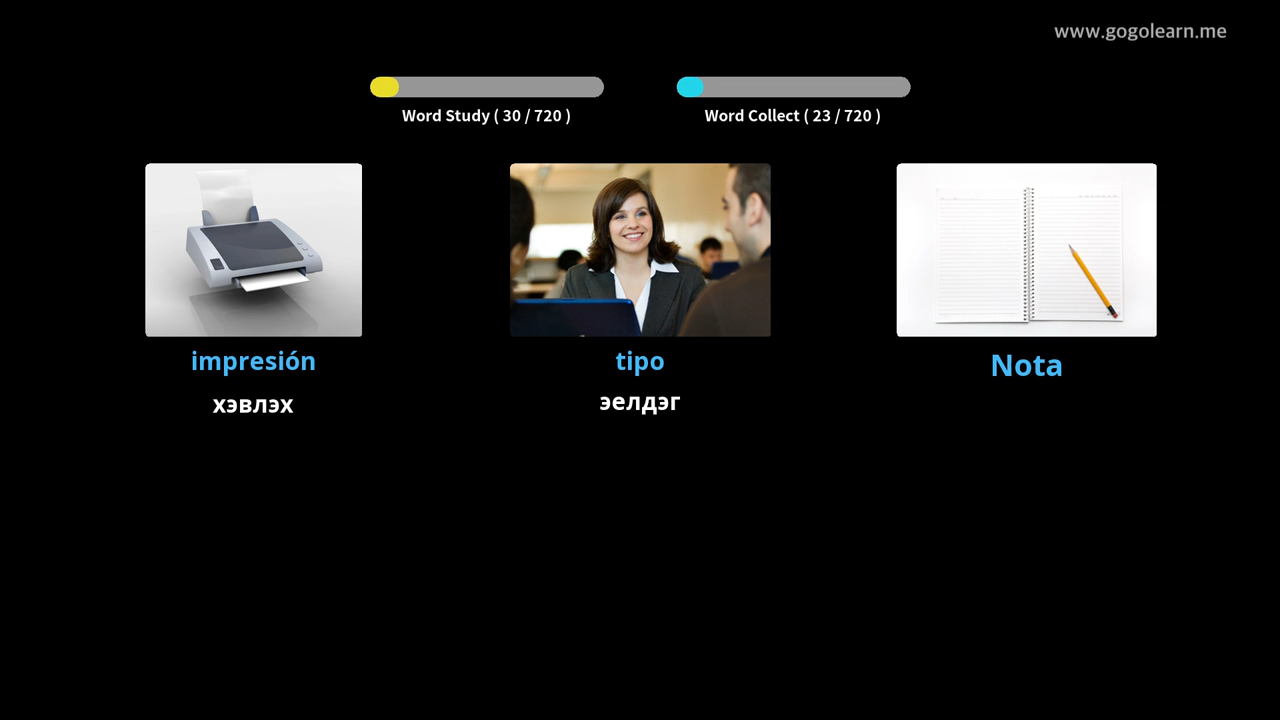 www.gogolearn.me
Word Study ( 30 / 720 )
Word Collect ( 23 / 720 )
impresión
хэвлэх
tipo
эелдэг
Nota